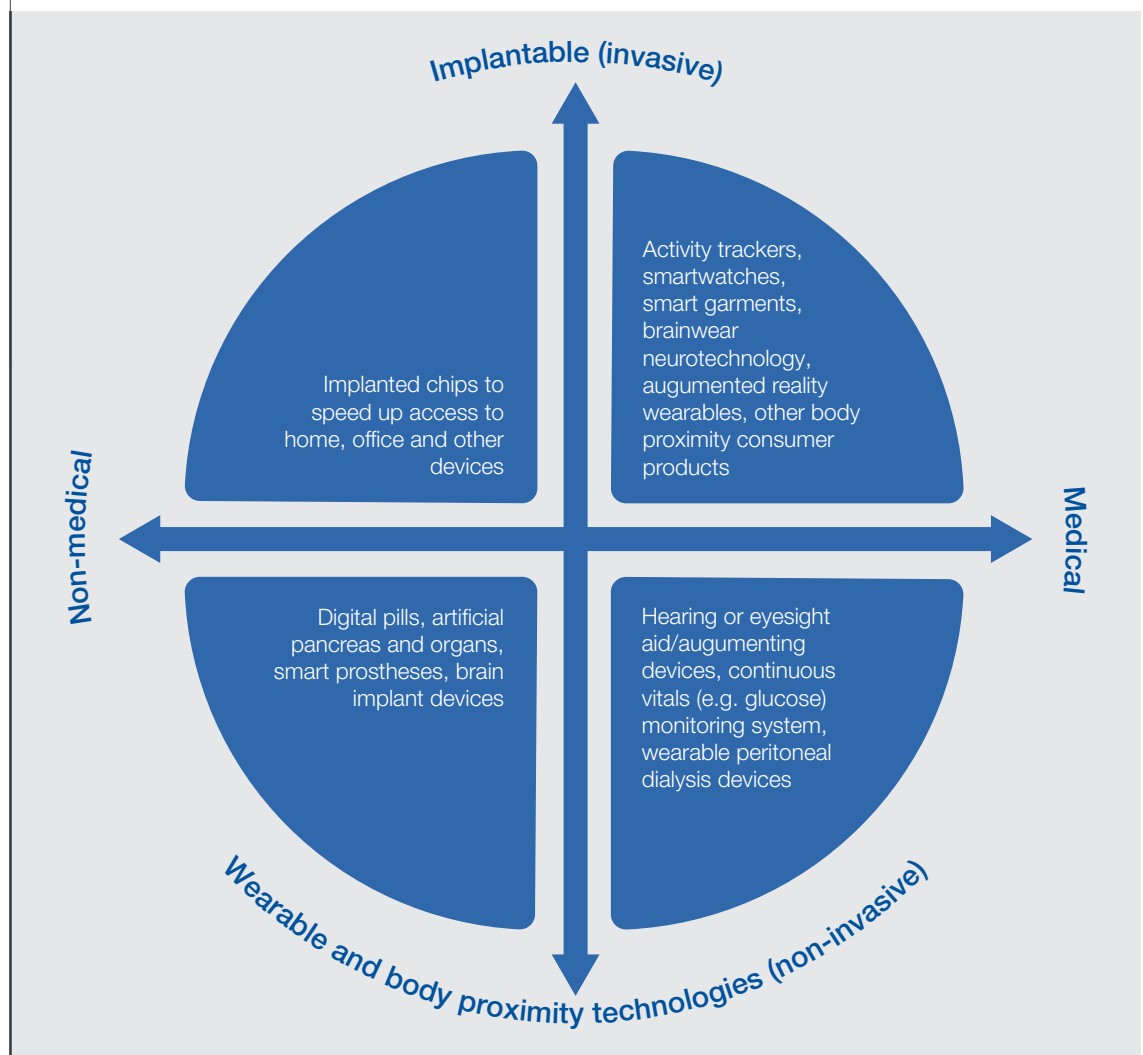 Implantable (invasive)
Implanted chips to
speed up access to
home, office and other
devices
Activity trackers,
smartwatches,
smart garments,
brainwear
neurotechnology,
augumented reality
wearables, other body
proximity consumer
products
Non-medical
Medical
Digital pills, artificial
pancreas and organs,
smart prostheses, brain
implant devices
Hearing or eyesight
aid/augumenting
devices, continuous
vitals (e.g. glucose)
monitoring system,
wearable peritoneal
dialysis devices
Wearable and body proximity technologies (non-invasive)